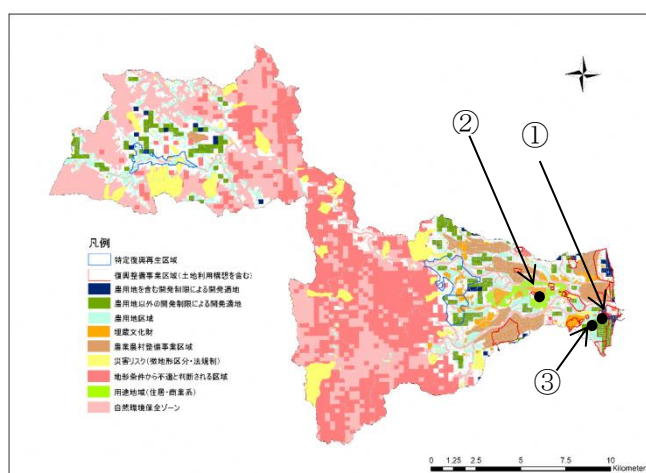 ②
①
③
凡例
特定復興再生区域
復興整備事業区域(土地利用構想を含む)
農用地を含む開発制限による開発適地
農用地以外の開発制限による開発適地
農用地区域
埋蔵文化財
農業農村整備事業区域
災害リスク(微地形区分・法規制)
地形条件から不適と判断される区域
用途地域(住居・商業系)
自然環境保全ゾーン
0 1.25 2.5 5 7.5 10
Kilometer